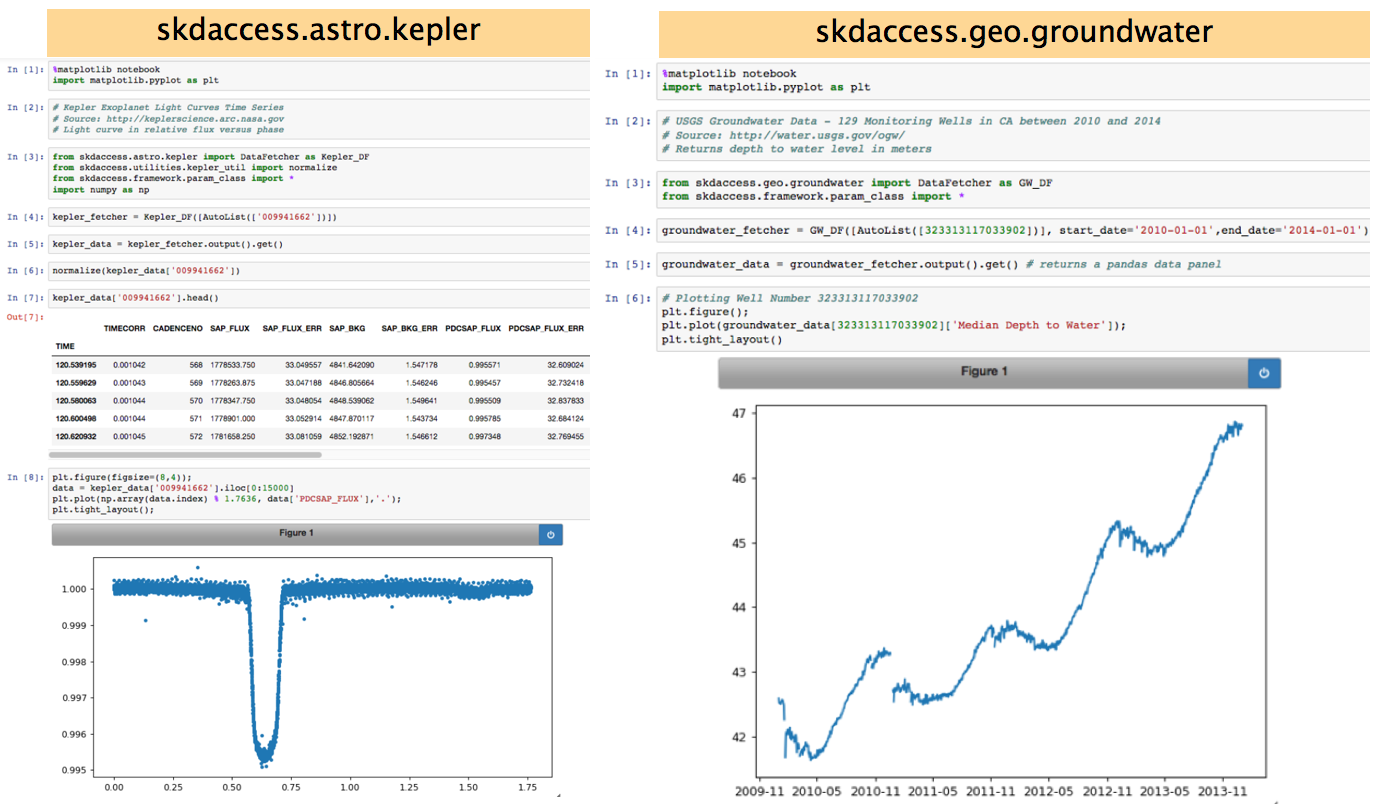 skdaccess.astro.kepler
In [1]: %matplotlib notebook
import matplotlib.pyplot as plt
In [2]: # Kepler Exoplanet Light Curves Time Series
# Source: http://keplerscience.arc.nasa.gov
# Light curve in relative flux versus phase
In [3]: from skdaccess.astro.kepler import DataFetcher as Kepler_DF
from skdaccess.utilities.kepler_util import normalize
from skdaccess.framework.param_class import *
import numpy as np
In [4]: kepler_fetcher = Kepler_DF([AutoList(['009941662'])])
In [5]: kepler_data = kepler_fetcher.output().get()
In [6]: normalize(kepler_data['009941662'])
In [7]: kepler_data['009941662'].head()
Out[7]:
TIMECORR CADENCENO SAP_FLUX SAP_FLUX_ERR SAP_BKG SAP_BKG_ERR PDCSAP_FLUX PDCSAP_FLUX_ERR
TIME
120.539195 0.001042 568 1778533.750 33.049557 4841.642090 1.547178 0.995571 32.609024
120.559629 0.001043 569 1778263.875 33.047188 4846.805664 1.546246 0.995457 32.732418
120.580063 0.001044 570 1778347.750 33.048054 4848.539062 1.549641 0.995509 32.837833
120.600498 0.001044 571 1778901.000 33.052914 4847.870117 1.543734 0.995785 32.684124
120.620932 0.001045 572 1781658.250 33.081059 4852.192871 1.546612 0.997348 32.769455
In [8]: plt.figure(figsize=(8,4));
data = kepler_data['009941662'].iloc[0:15000]
plt.plot(np.array(data.index) % 1.7636, data['PDCSAP_FLUX'],'.');
plt.tight_layout();
Figure 1
1.000
0.999
0.998
0.997
0.996
0.995
0.00 0.25 0.50 0.75 1.00 1.25 1.50 1.75
skdaccess.geo.groundwater
In [1]: %matplotlib notebook
import matplotlib.pyplot as plt
In [2]: # USGS Groundwater Data - 129 Monitoring Wells in CA between 2010 and 2014
# Source: http://water.usgs.gov/ogw/
# Returns depth to water level in meters
In [3]: from skdaccess.geo.groundwater import DataFetcher as GW_DF
from skdaccess.framework.param_class import *
In [4]: groundwater_fetcher = GW_DF([AutoList([323313117033902])], start_date='2010-01-01',end_date='2014-01-01')
In [5]: groundwater_data = groundwater_fetcher.output().get() # returns a pandas data panel
In [6]: # Plotting Well Number 323313117033902
plt.figure();
plt.plot(groundwater_data[323313117033902]['Median Depth to Water']);
plt.tight_layout()
Figure 1
47
46
45
44
43
42
2009-11 2010-05 2010-11 2011-05 2011-11 2012-05 2012-11 2013-05 2013-11